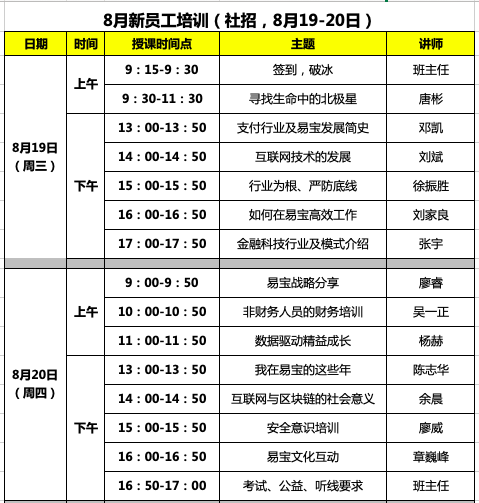 8月新员工培训（社招，8月19-20日）
日期 时间 授课时间点 主题 讲师
8月19日（周三） 上午 9：15-9：30 签到，破冰 班主任
9：30-11：30 寻找生命中的北极星 唐彬
下午 13：00-13：50 支付行业及易宝发展简史 邓凯
14：00-14：50 互联网技术的发展 刘斌
15：00-15：50 行业为根、严防底线 徐振胜
16：00-16：50 如何在易宝高效工作 刘家良
17：00-17：50 金融科技行业及模式介绍 张宇
8月20日（周四） 上午 9：00-9：50 易宝战略分享 廖睿
10：00-10：50 非财务人员的财务培训 吴一正
11：00-11：50 数据驱动精益成长 杨赫
下午 13：00-13：50 我在易宝的这些年 陈志华
14：00-14：50 互联网与区块链的社会意义 余晨
15：00-15：50 安全意识培训 廖威
16：00-16：50 易宝文化互动 章巍峰
16：50-17：00 考试、公益、听线要求 班主任